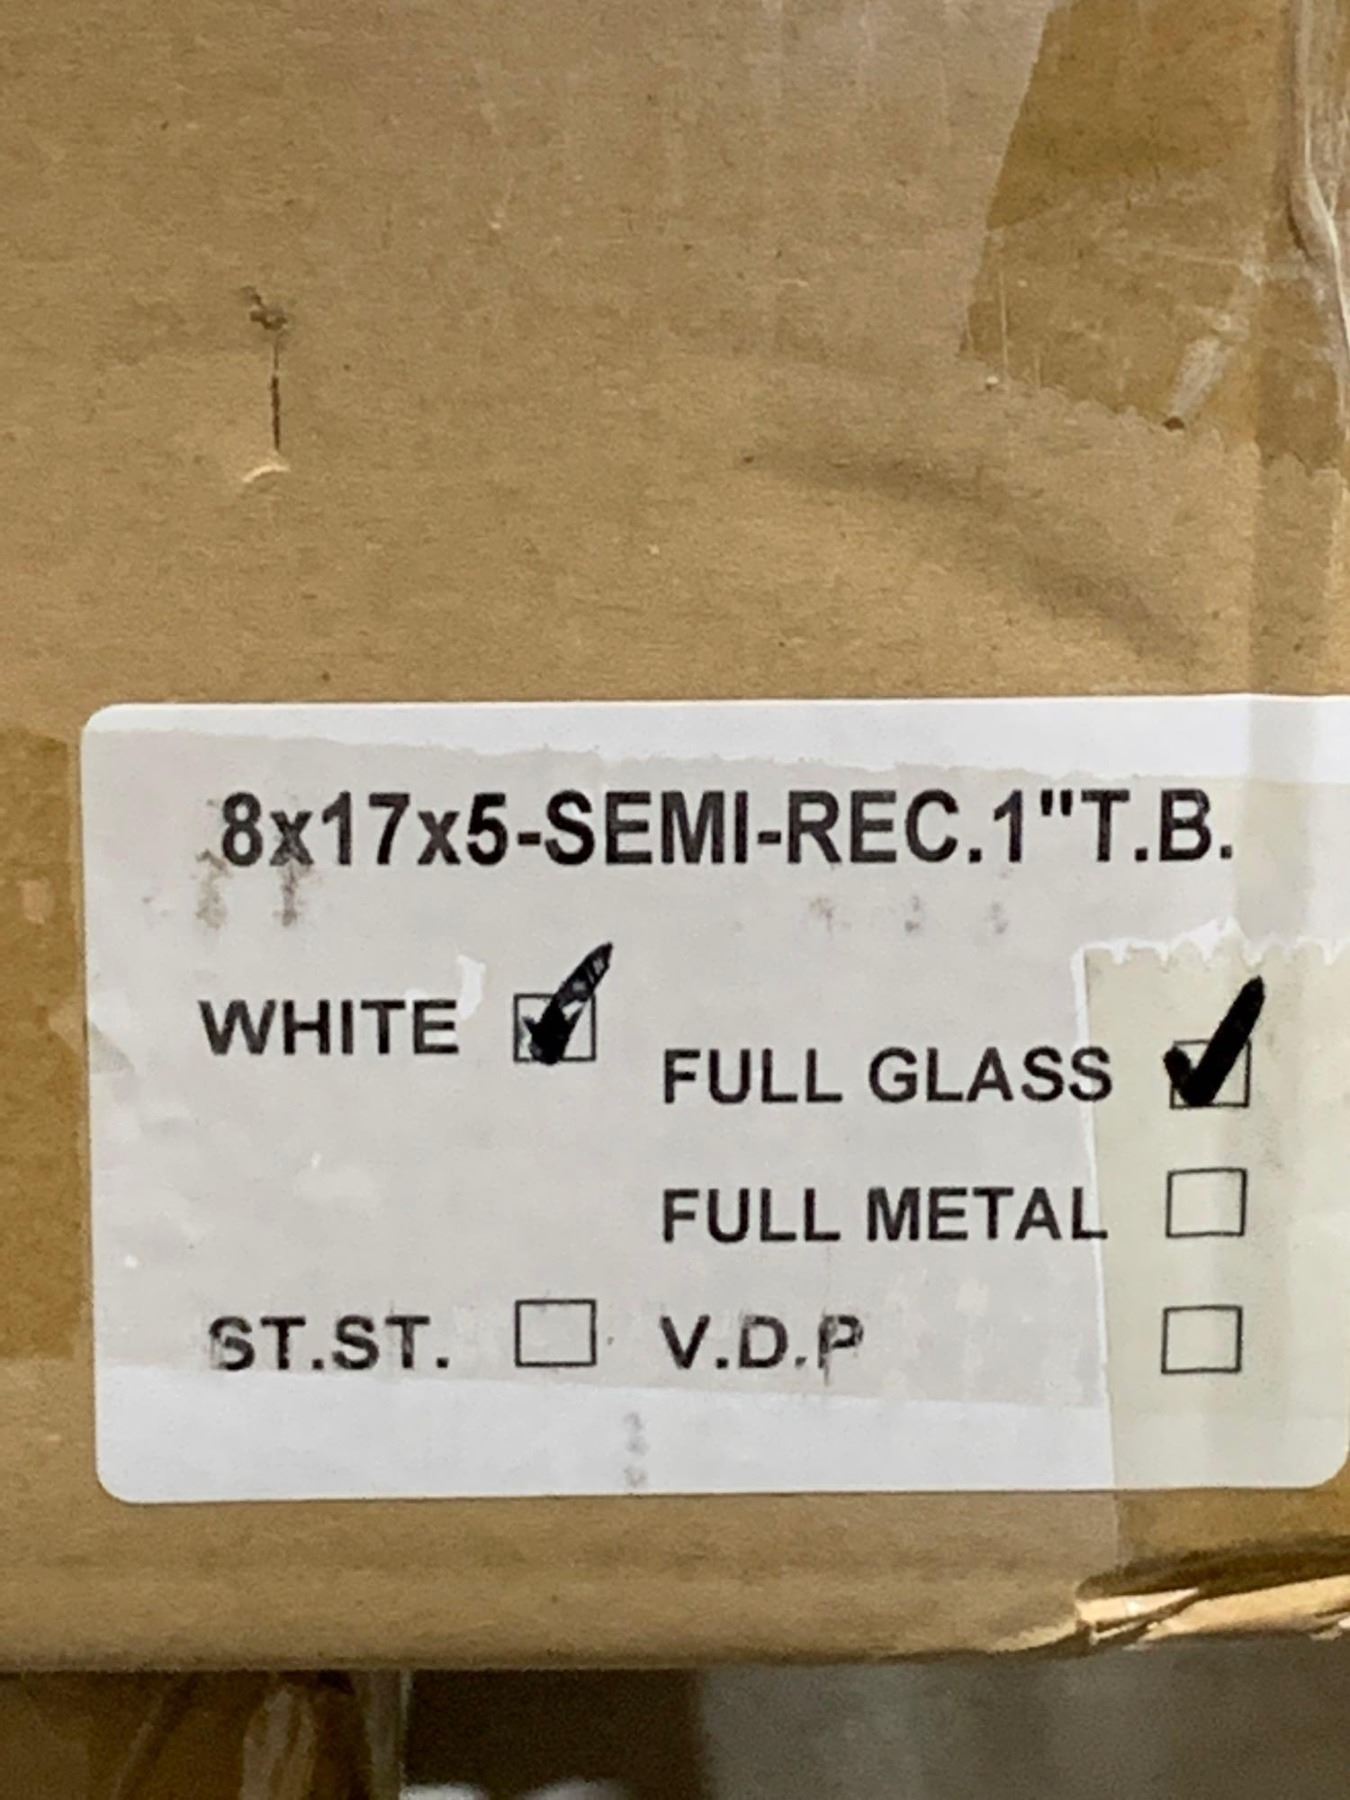 8x17x5-SEMI-REC.1"T.B.
WHITE
FULL GLASS
FULL METAL
ST.ST. V.D.P